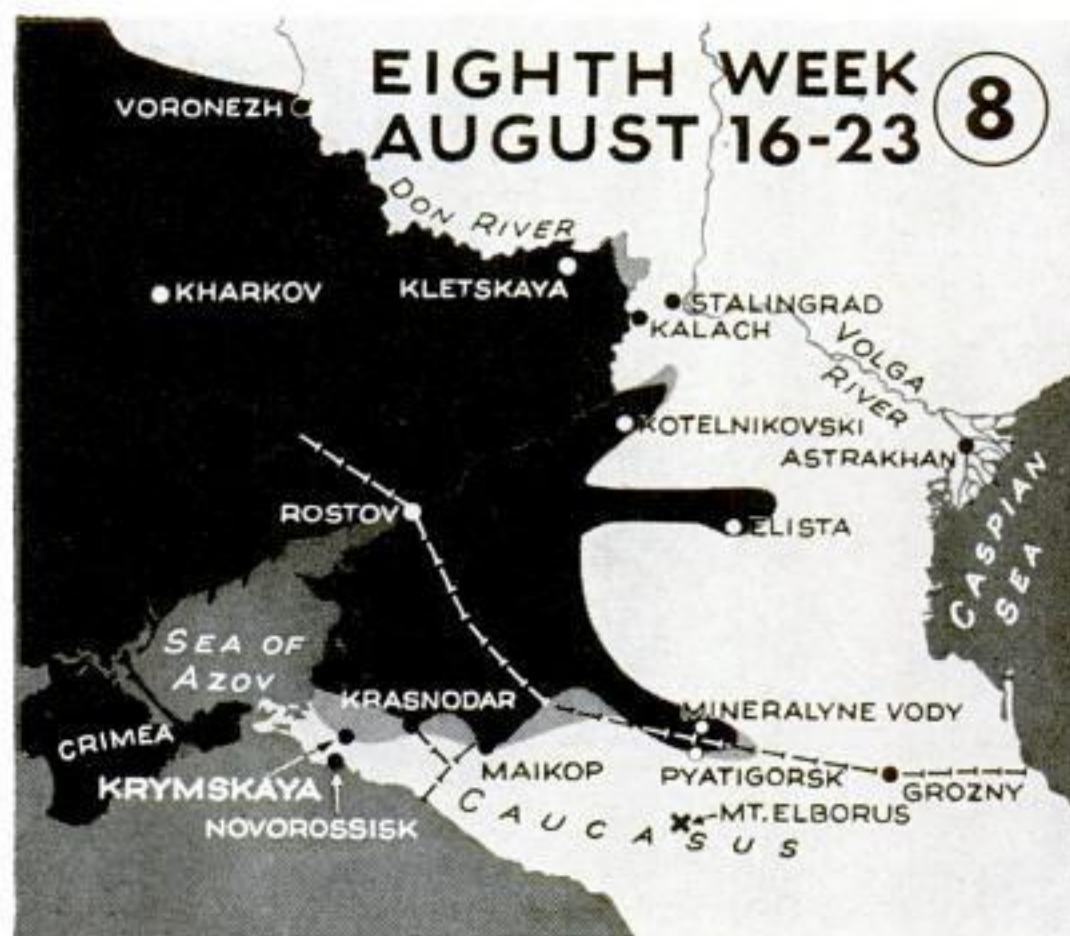 EIGHTH WEEK
AUGUST 16-23
8
VORONEZH
DON RIVER
KHARKOV
KLETSKAYA
STALINGRAD
KALACH
VOLGA
RIVER
KOTELNIKOVSKI
ASTRAKHAN
ROSTOV
ELISTA
CASPIAN
SEA
SEA OF
AZOV
KRASNODAR
MINERALYNE VODY
CRIMEA
KRYMSKAYA
MAIKOP
PYATIGORSK
GROZNY
NOVOROSSISK
CAUCASUS
MT. ELBORUS